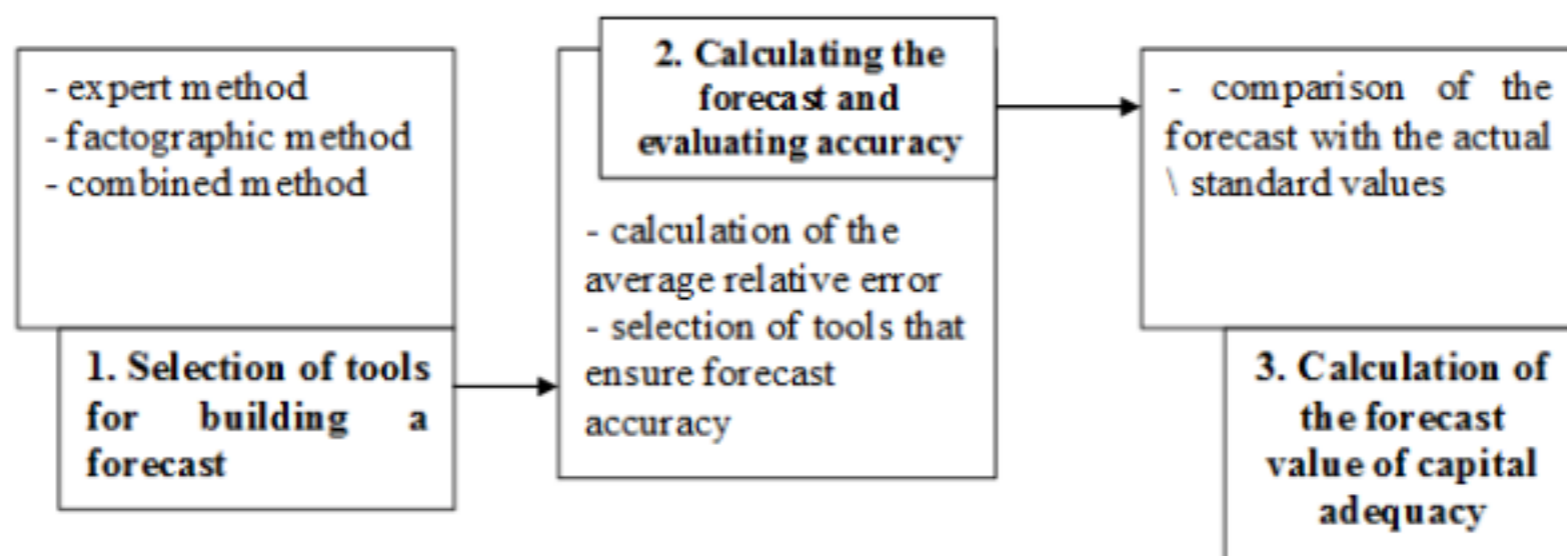 - expert method
- factographic method
- combined method
1. Selection of tools
for building a
forecast
2. Calculating the
forecast and
evaluating accuracy
- calculation of the
average relative error
- selection of tools that
ensure forecast
accuracy
- comparison of the
forecast with the actual
\ standard values
3. Calculation of
the forecast
value of capital
adequacy